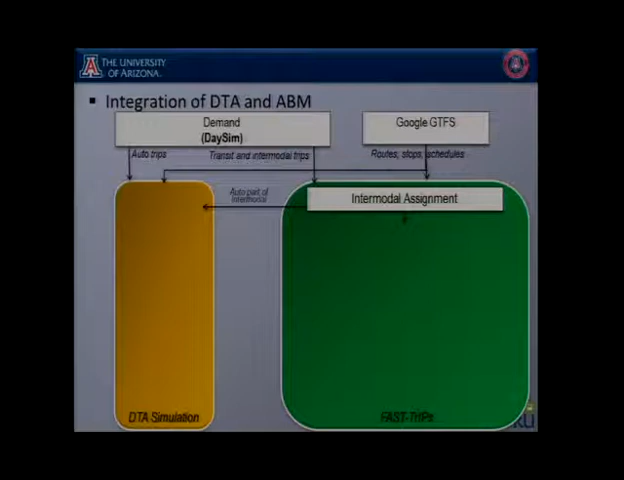 THE UNIVERSITY
OF ARIZONA.
Integration of DTA and ABM
Demand
(DaySim)
Google GTFS
Auto trips
Transit and intermodal trips
Routes, stops, schedules
Auto part of
Intermodal
Intermodal Assignment
DTA Simulation
FAST-TrIPs